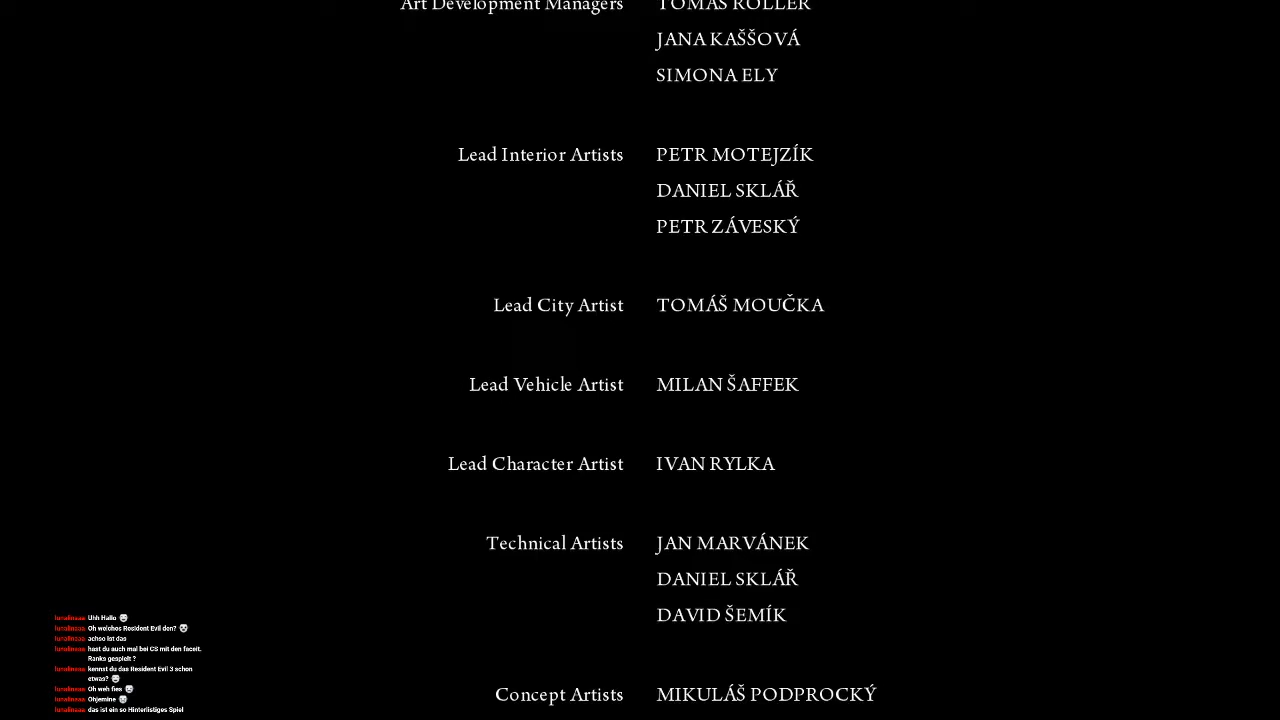 Art Development Managers TOMÁŠ ROLLER
JANA KAŠŠOVÁ
SIMONA ELY
Lead Interior Artists PETR MOTEJZÍK
DANIEL SKLÁŘ
PETR ZÁVESKÝ
Lead City Artist TOMÁŠ MOUČKA
Lead Vehicle Artist MILAN ŠAFFEK
Lead Character Artist IVAN RYLKA
Technical Artists JAN MARVÁNEK
DANIEL SKLÁŘ
DAVID ŠEMÍK
Concept Artists MIKULÁŠ PODPROCKÝ
Uhh Hallo
Oh welches Resident Evil den?
achso ist das
hast du auch mal bei CS mit den faceit.
Ranks gespielt ?
kennst du das Resident Evil 3 schon
etwas?
Oh weh fies
Ohjemine
das ist ein so Hinterlistiges Spiel